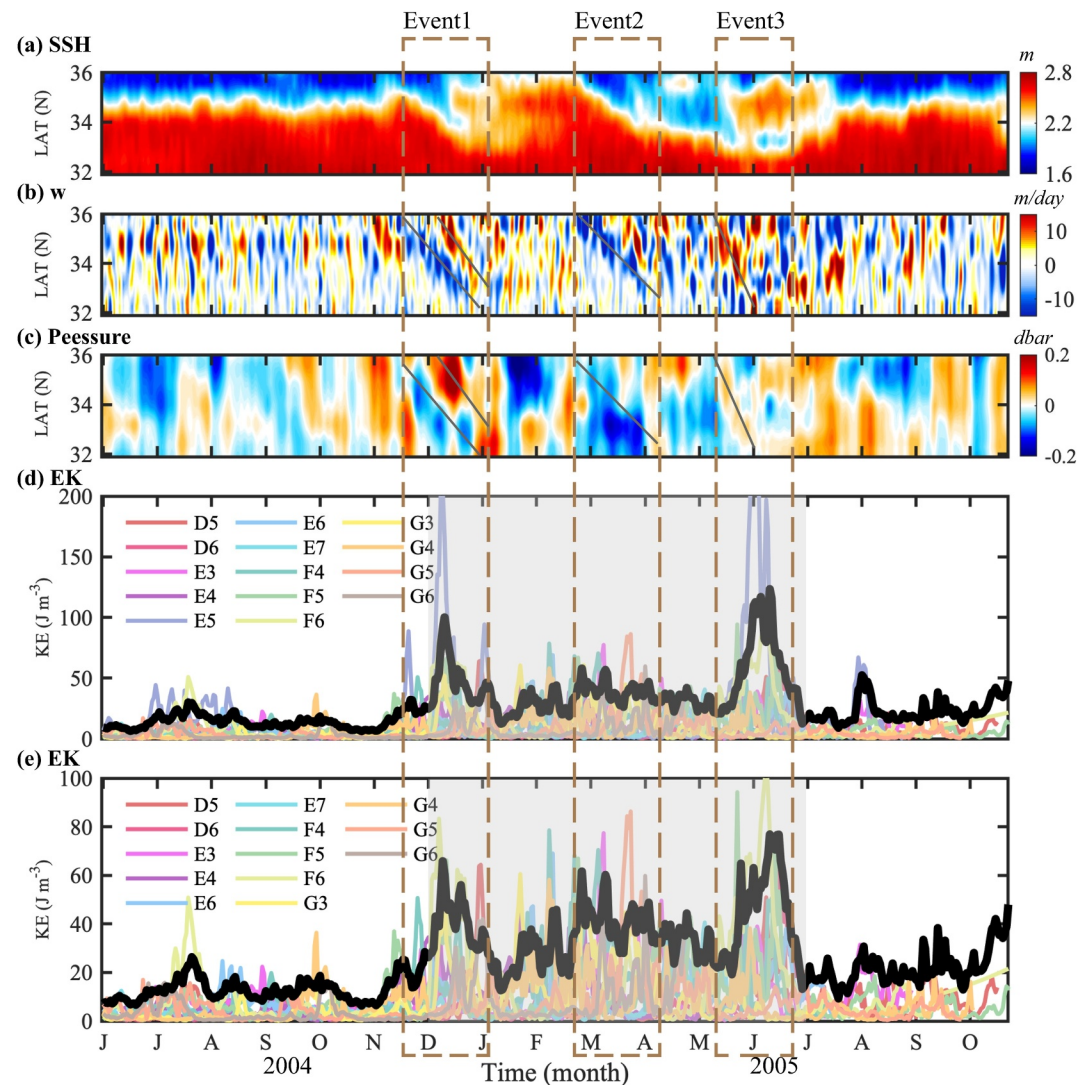 Event1 Event2 Event3
(a) SSH
m
36
34
32
LAT (N)
2.8
2.2
1.6
(b) w
m/day
36
34
32
LAT (N)
10
0
-10
(c) Peessure
dbar
36
34
32
LAT (N)
0.2
0
-0.2
(d) EK
200
150
100
50
0
KE (J m-3)
D5 E6 G3
D6 E7 G4
E3 F4 G5
E4 F5 G6
E5 F6
(e) EK
100
80
60
40
20
0
KE (J m-3)
D5 E7 G4
D6 F4 G5
E3 F5 G6
E4 F6
E6 G3
J J A S O N D J F M A M J J A S O
2004 Time (month) 2005